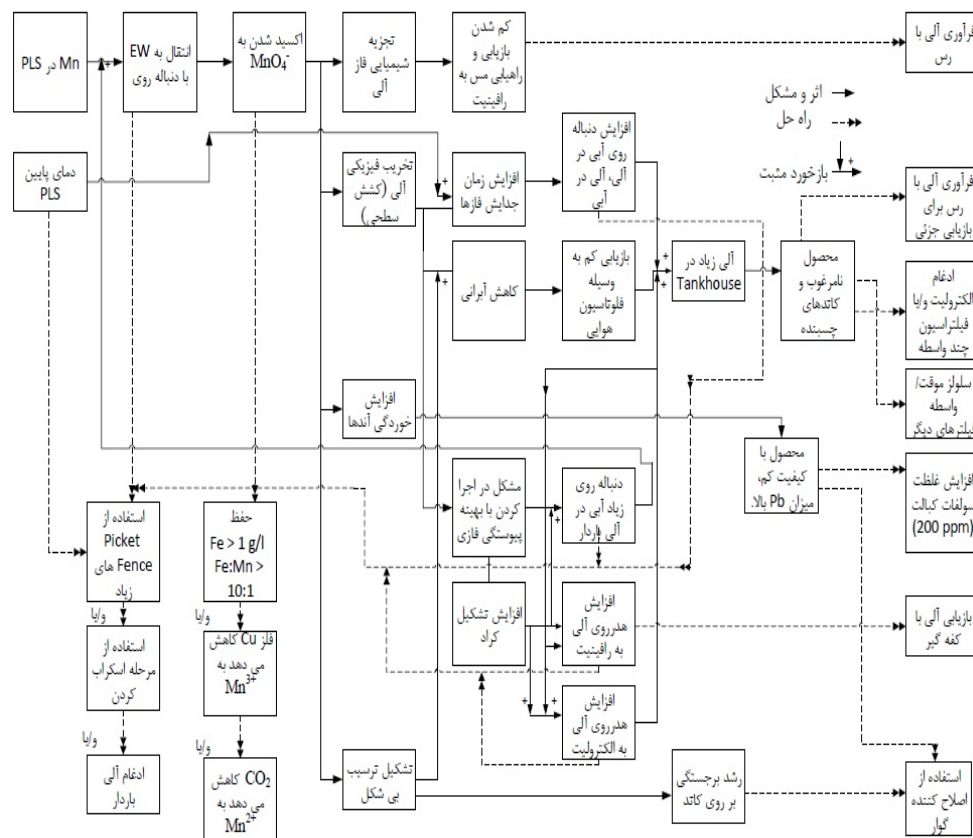 Mn در PLS
انتقال به EW
با دنباله روی
اکسید شدن به
MnO₄⁻
تجزیه
شیمیایی فاز
آلی
کم شدن
بازیابی و
راهیابی مس به
رافینیت
فرآوری آلی با
رس
اثر و مشکل
راه حل
بازخورد مثبت
+
دمای پایین
PLS
تخریب فیزیکی
آلی (کشش
سطحی)
افزایش زمان
جدایش فازها
افزایش دنباله
روی آبی در
آلی، آلی در
آبی
فرآوری آلی با
رس برای
بازیابی جزئی
کاهش آبرانی
بازیابی کم به
وسیله
فلوتاسیون
هوایی
آلی زیاد در
Tankhouse
محصول
نامرغوب و
کاتدهای
چسبنده
ادغام
الکترولیت و/یا
فیلتراسیون
چند واسطه
سلولز موقت/
واسطه
فیلترهای دیگر
افزایش
خوردگی آندها
محصول با
کیفیت کم،
میزان Pb بالا.
افزایش غلظت
سولفات کبالت
(200 ppm)
مشکل در اجرا
کردن با بهینه
پیوستگی فازی
دنباله روی
زیاد آبی در
آلی باردار
استفاده از
Picket
Fence های
زیاد
حفظ
Fe > 1 g/l
Fe:Mn >
10:1
افزایش تشکیل
کراد
افزایش
هدرروی آلی
به رافینیت
بازیابی آلی با
کفه گیر
و/یا
و/یا
استفاده از
مرحله اسکراب
کردن
فلز Cu کاهش
می دهد به
Mn³⁺
افزایش
هدرروی آلی
به الکترولیت
و/یا
و/یا
ادغام آلی
باردار
CO₂ کاهش
می دهد به
Mn²⁺
تشکیل ترسیب
بی شکل
رشد برجستگی
بر روی کاتد
استفاده از
اصلاح کننده
گوار